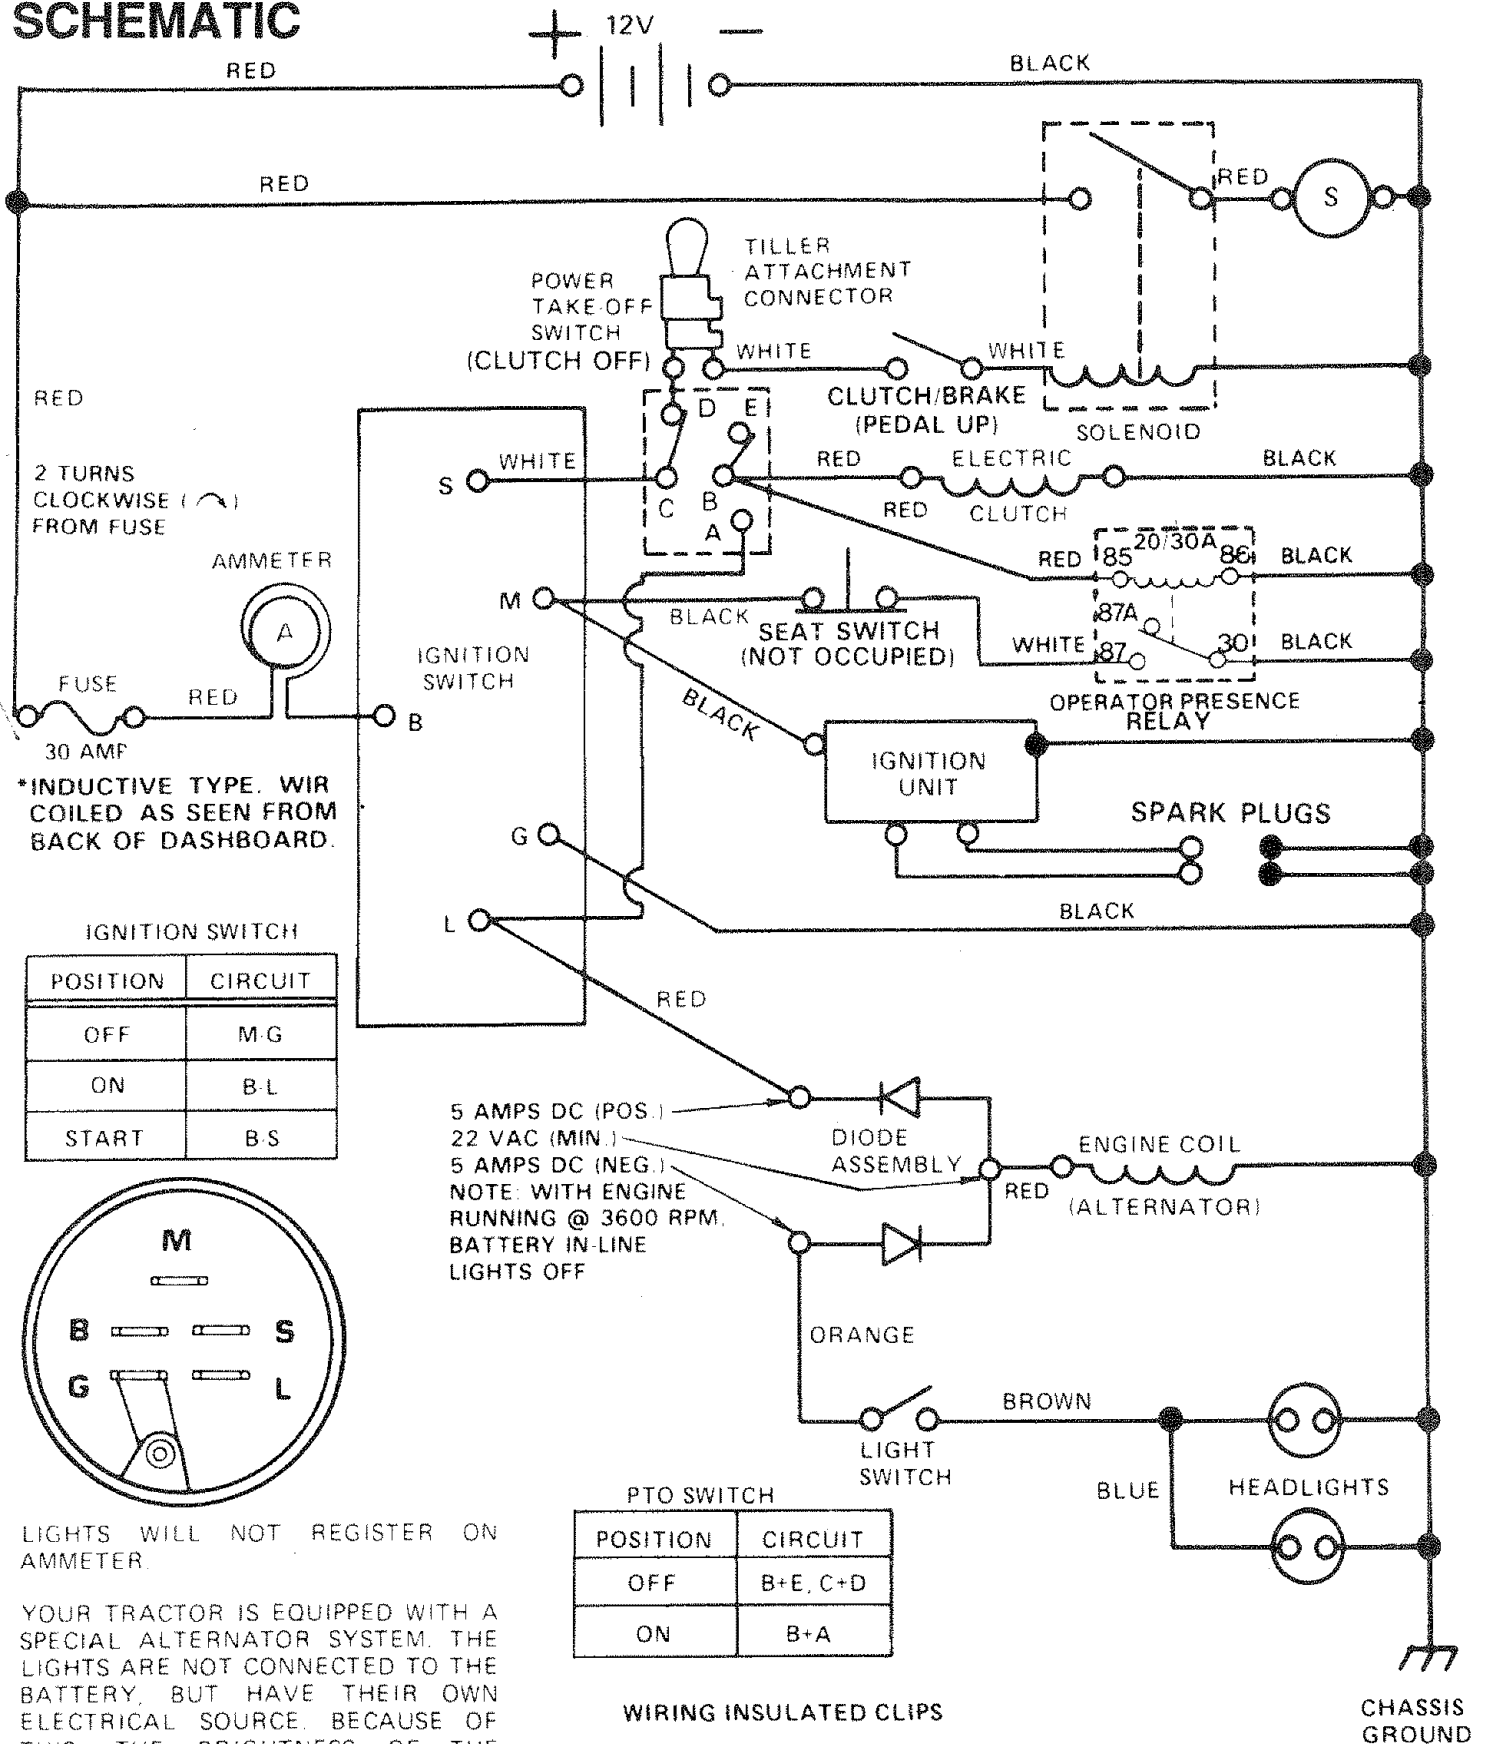 SCHEMATIC
+ 12V −
RED
BLACK
RED
RED
S
TILLER
ATTACHMENT
CONNECTOR
POWER
TAKE-OFF
SWITCH
(CLUTCH OFF)
WHITE
WHITE
CLUTCH/BRAKE
(PEDAL UP)
SOLENOID
RED
D E
S WHITE
C B
A
RED
ELECTRIC
BLACK
RED
CLUTCH
2 TURNS
CLOCKWISE ( )
FROM FUSE
AMMETER
A
RED 85 20/30A 86 BLACK
87A
M
BLACK
SEAT SWITCH
(NOT OCCUPIED)
WHITE 87 30 BLACK
OPERATOR PRESENCE
RELAY
IGNITION
SWITCH
FUSE
RED
B
30 AMP
BLACK
IGNITION
UNIT
*INDUCTIVE TYPE. WIR
COILED AS SEEN FROM
BACK OF DASHBOARD.
SPARK PLUGS
G
BLACK
L
RED
IGNITION SWITCH
POSITION CIRCUIT
OFF M-G
ON B-L
START B-S
5 AMPS DC (POS.)
22 VAC (MIN.)
5 AMPS DC (NEG.)
NOTE: WITH ENGINE
RUNNING @ 3600 RPM,
BATTERY IN-LINE
LIGHTS OFF
DIODE
ASSEMBLY
RED
ENGINE COIL
(ALTERNATOR)
M
B S
G L
ORANGE
LIGHT
SWITCH
BROWN
BLUE
HEADLIGHTS
PTO SWITCH
POSITION CIRCUIT
OFF B+E, C+D
ON B+A
LIGHTS WILL NOT REGISTER ON
AMMETER.
YOUR TRACTOR IS EQUIPPED WITH A
SPECIAL ALTERNATOR SYSTEM. THE
LIGHTS ARE NOT CONNECTED TO THE
BATTERY, BUT HAVE THEIR OWN
ELECTRICAL SOURCE. BECAUSE OF
THIS, THE BRIGHTNESS OF THE
WIRING INSULATED CLIPS
CHASSIS
GROUND